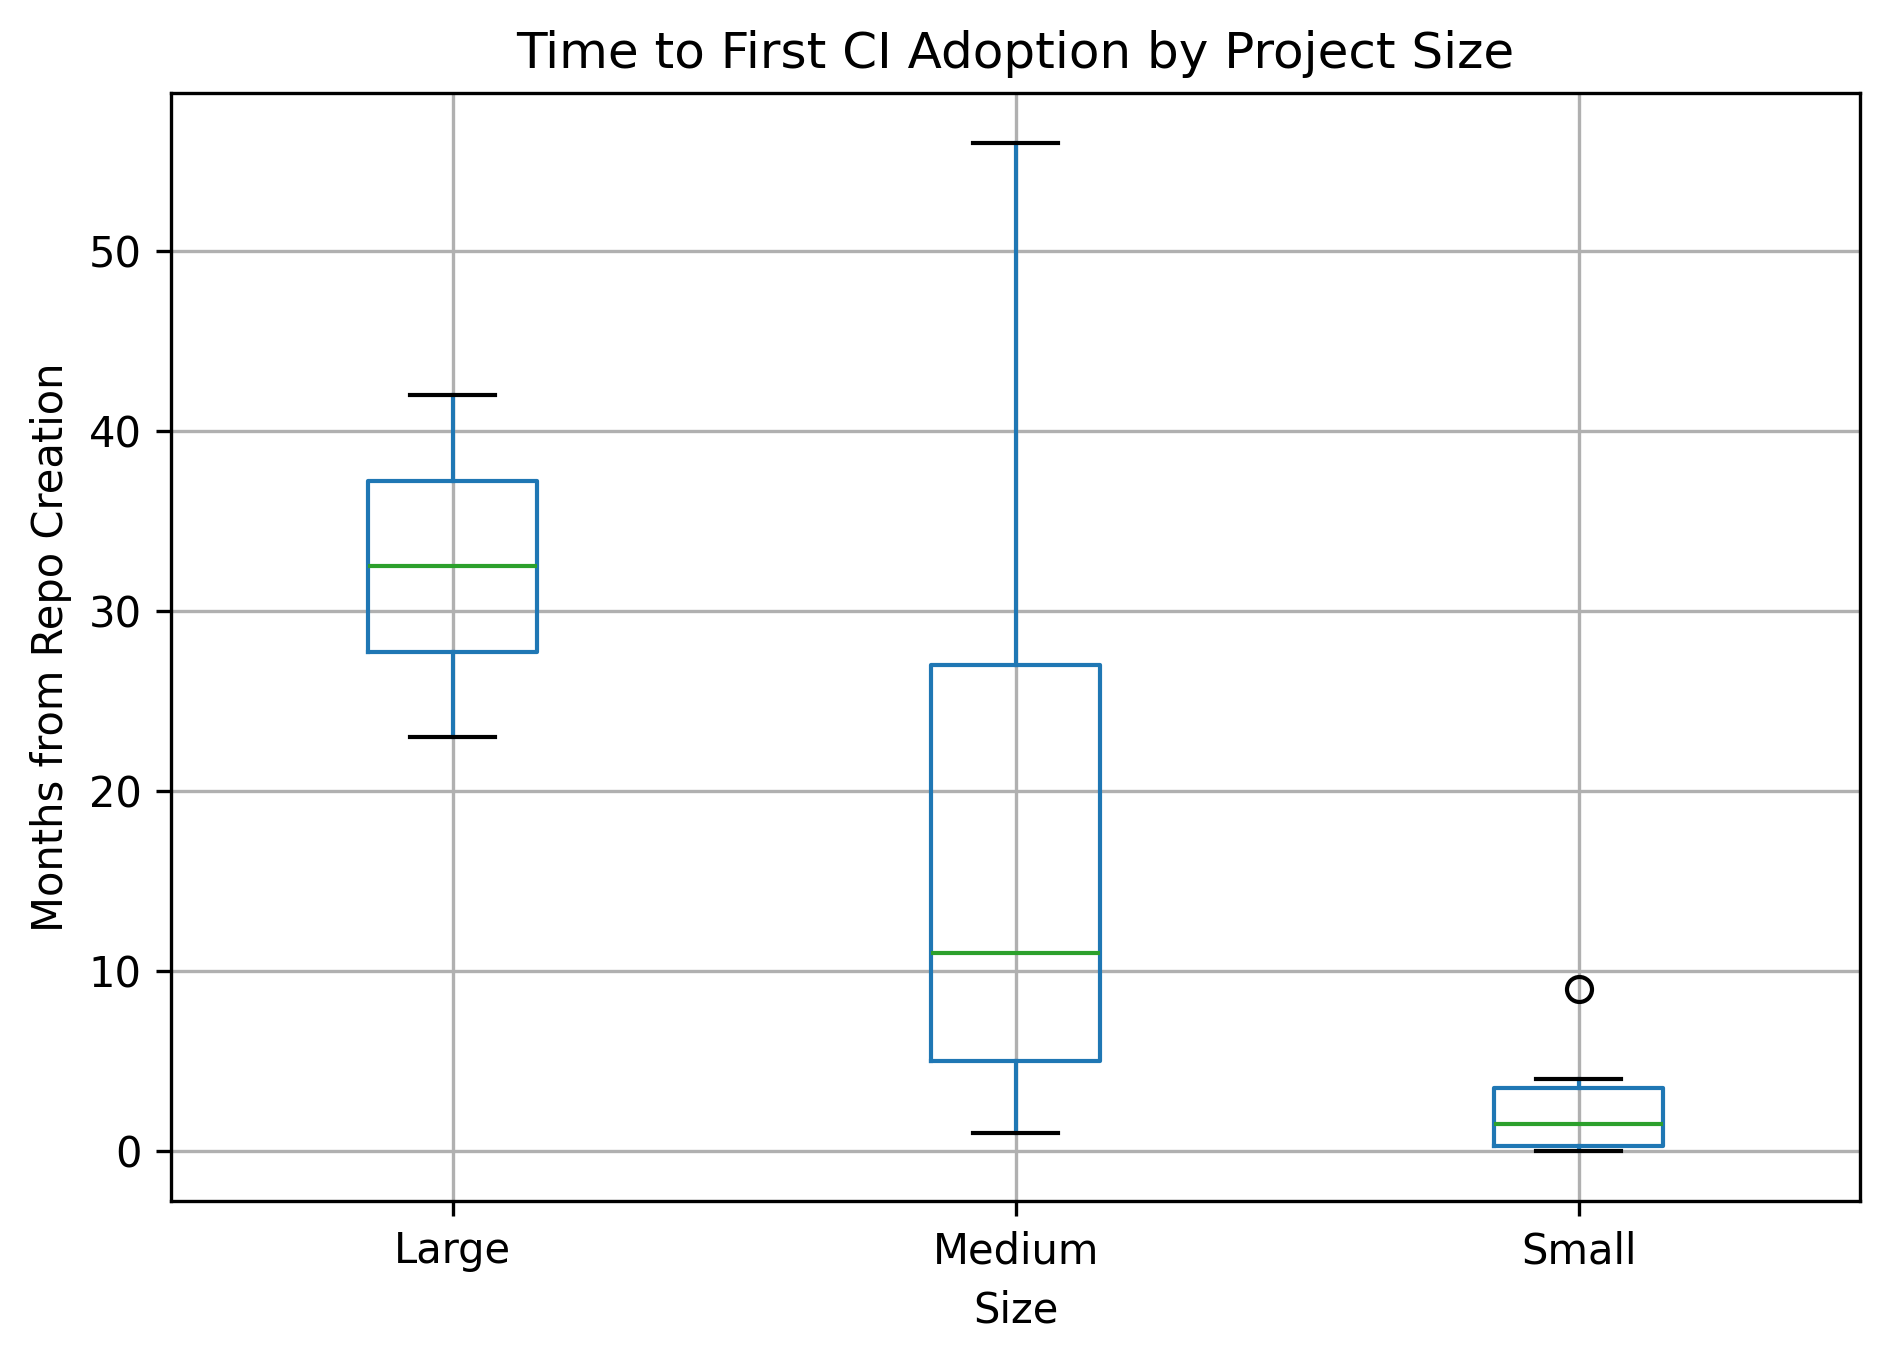 Time to First CI Adoption by Project Size
Months from Repo Creation
50
40
30
20
10
0
Large
Medium
Small
Size